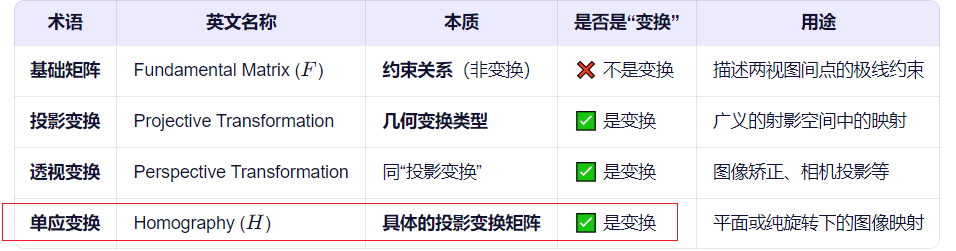 术语 英文名称 本质 是否是“变换” 用途
基础矩阵 Fundamental Matrix (F) 约束关系（非变换） ❌ 不是变换 描述两视图间点的极线约束
投影变换 Projective Transformation 几何变换类型 ✅ 是变换 广义的射影空间中的映射
透视变换 Perspective Transformation 同“投影变换” ✅ 是变换 图像矫正、相机投影等
单应变换 Homography (H) 具体的投影变换矩阵 ✅ 是变换 平面或纯旋转下的图像映射